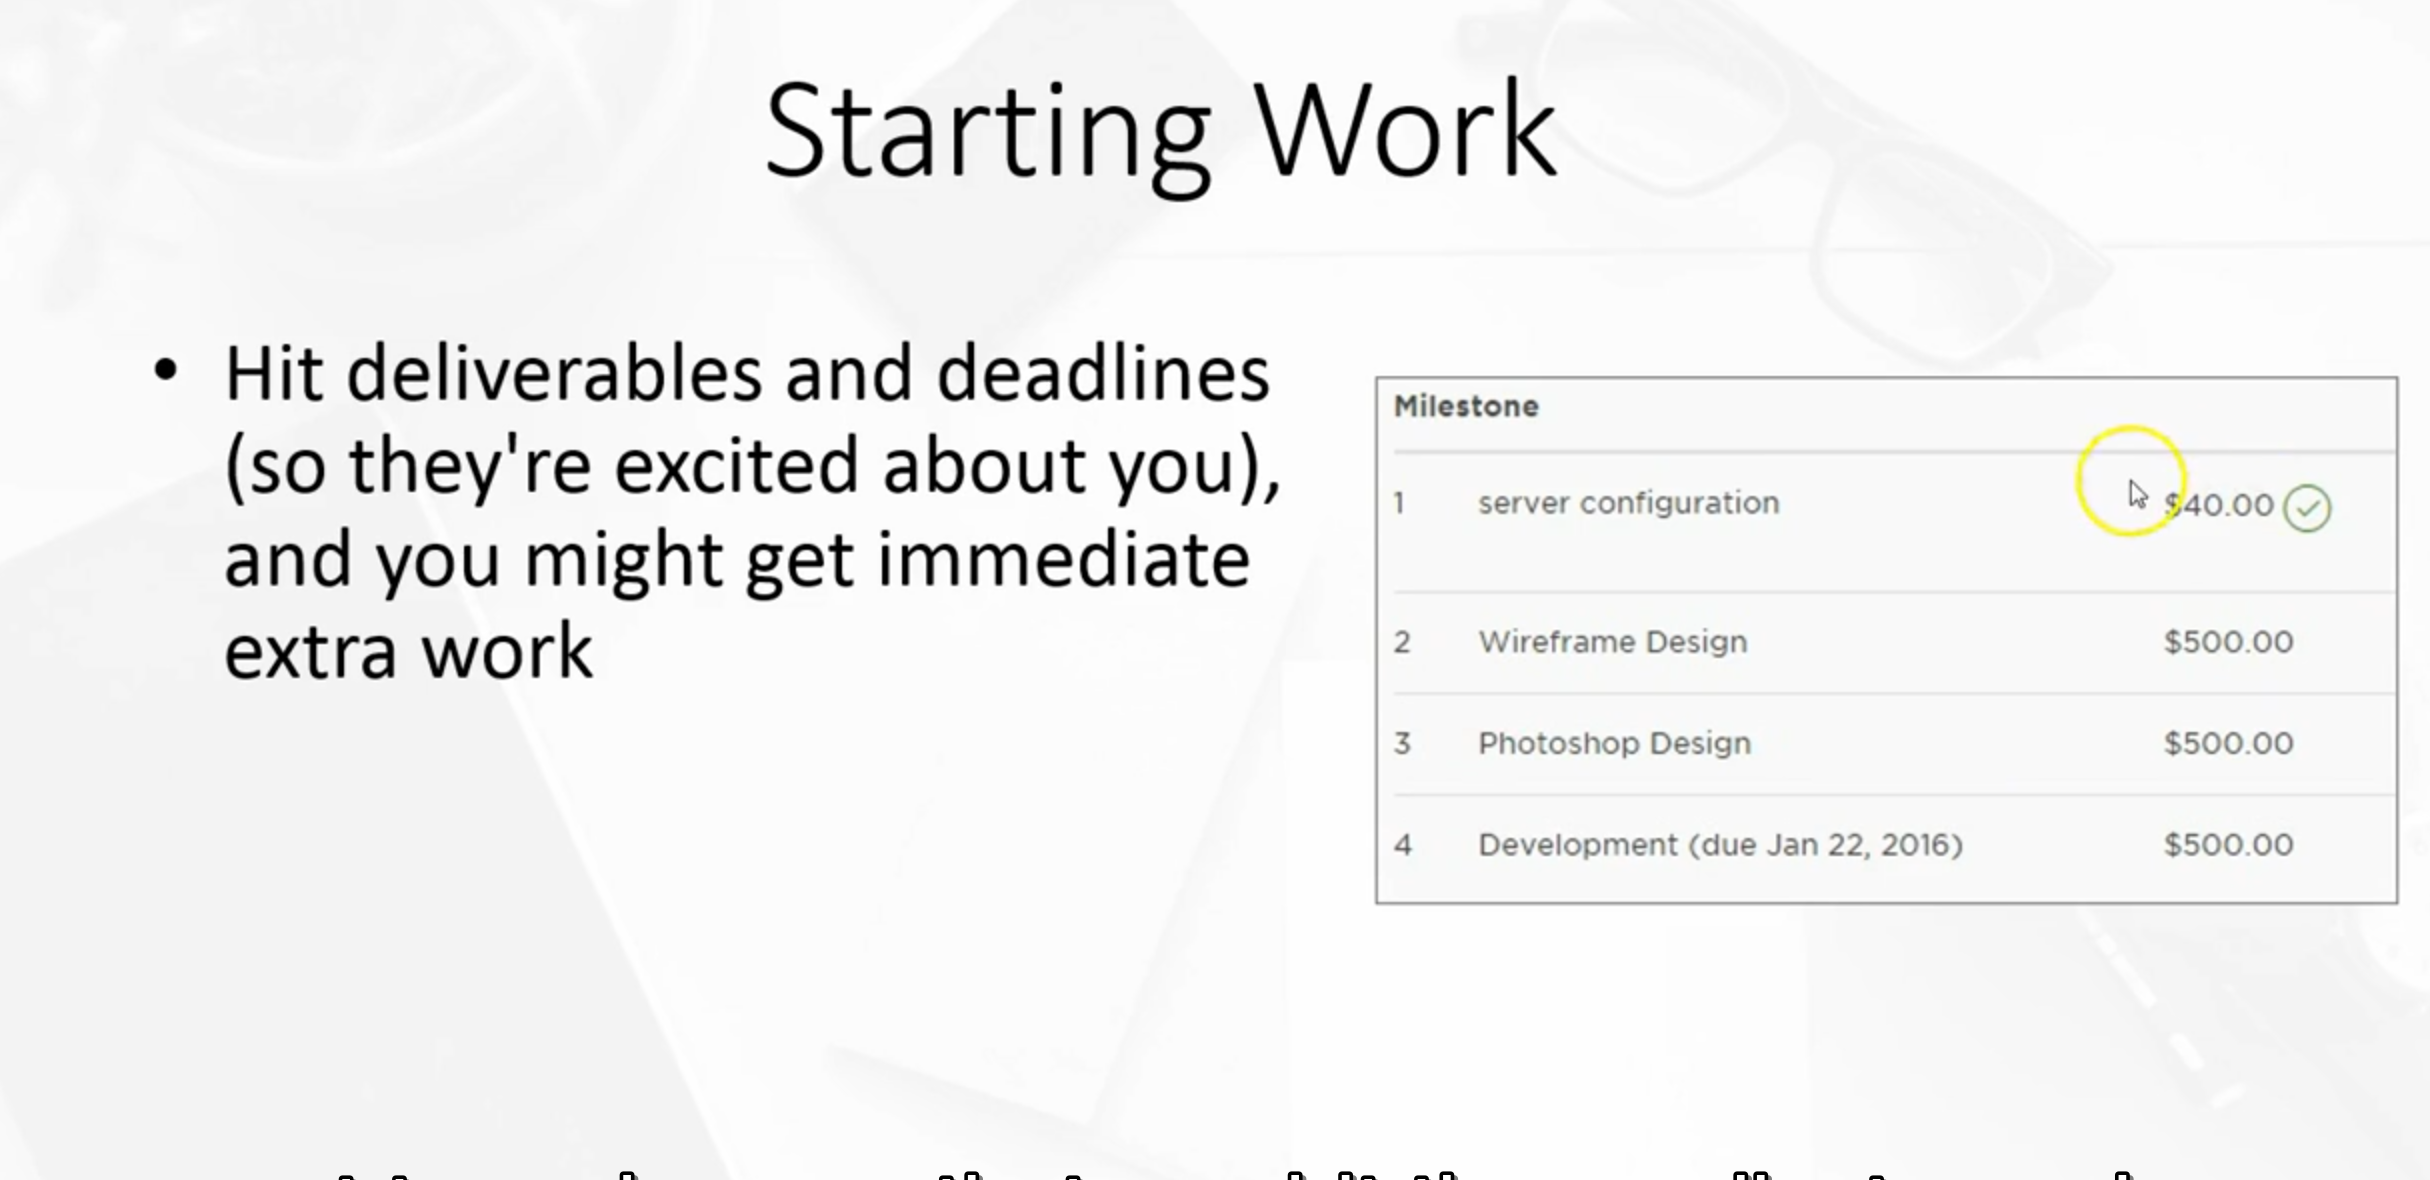 Starting Work
• Hit deliverables and deadlines
(so they're excited about you),
and you might get immediate
extra work
Milestone
1 server configuration $40.00
2 Wireframe Design $500.00
3 Photoshop Design $500.00
4 Development (due Jan 22, 2016) $500.00